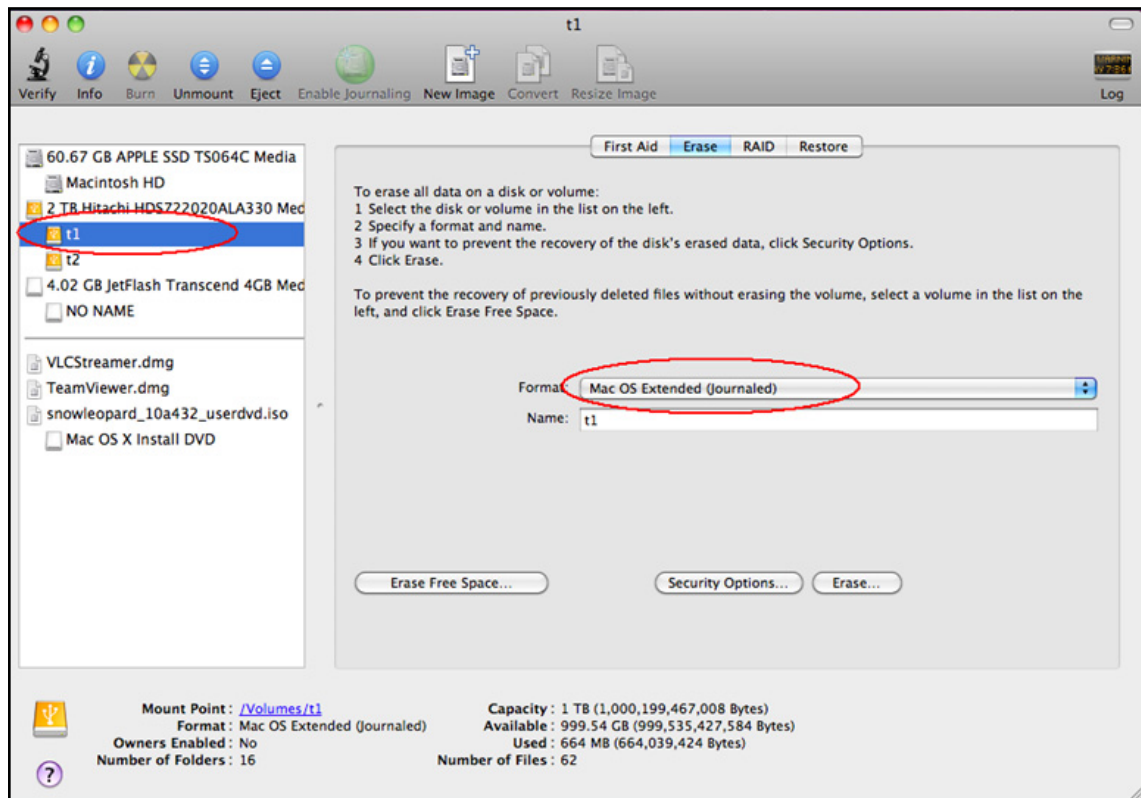 t1
Verify Info Burn Unmount Eject Enable Journaling New Image Convert Resize Image Log
60.67 GB APPLE SSD TS064C Media
Macintosh HD
2 TB Hitachi HDS722020ALA330 Med
t1
t2
4.02 GB JetFlash Transcend 4GB Med
NO NAME
VLCStreamer.dmg
TeamViewer.dmg
snowleopard_10a432_userdvd.iso
Mac OS X Install DVD
First Aid Erase RAID Restore
To erase all data on a disk or volume:
1 Select the disk or volume in the list on the left.
2 Specify a format and name.
3 If you want to prevent the recovery of the disk's erased data, click Security Options.
4 Click Erase.
To prevent the recovery of previously deleted files without erasing the volume, select a volume in the list on the
left, and click Erase Free Space.
Format: Mac OS Extended (Journaled)
Name: t1
Erase Free Space... Security Options... Erase...
Mount Point : /Volumes/t1
Format : Mac OS Extended (Journaled)
Owners Enabled : No
Number of Folders : 16
Capacity : 1 TB (1,000,199,467,008 Bytes)
Available : 999.54 GB (999,535,427,584 Bytes)
Used : 664 MB (664,039,424 Bytes)
Number of Files : 62
?